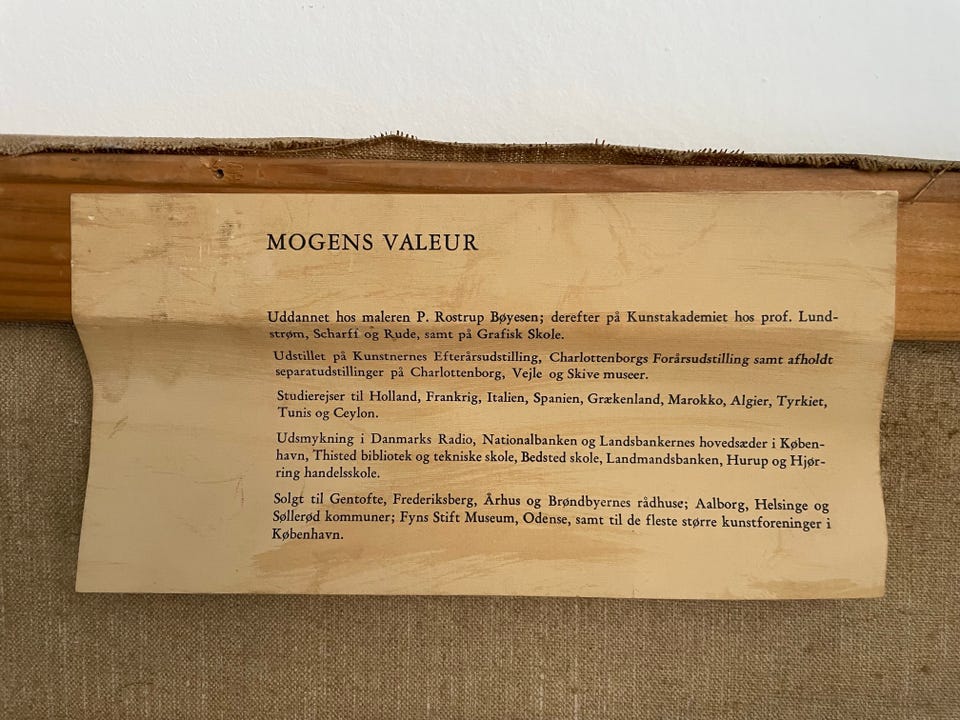 MOGENS VALEUR
Uddannet hos maleren P. Rostrup Bøyesen; derefter på Kunstakademiet hos prof. Lund-
strøm, Scharff og Rude, samt på Grafisk Skole.
Udstillet på Kunstnernes Efterårsudstilling, Charlottenborgs Forårsudstilling samt afholdt
separatudstillinger på Charlottenborg, Vejle og Skive museer.
Studierejser til Holland, Frankrig, Italien, Spanien, Grækenland, Marokko, Algier, Tyrkiet,
Tunis og Ceylon.
Udsmykning i Danmarks Radio, Nationalbanken og Landsbankernes hovedsæder i Køben-
havn, Thisted bibliotek og tekniske skole, Bedsted skole, Landmandsbanken, Hurup og Hjør-
ring handelsskole.
Solgt til Gentofte, Frederiksberg, Århus og Brøndbyernes rådhuse; Aalborg, Helsinge og
Søllerød kommuner; Fyns Stift Museum, Odense, samt til de fleste større kunstforeninger i
København.